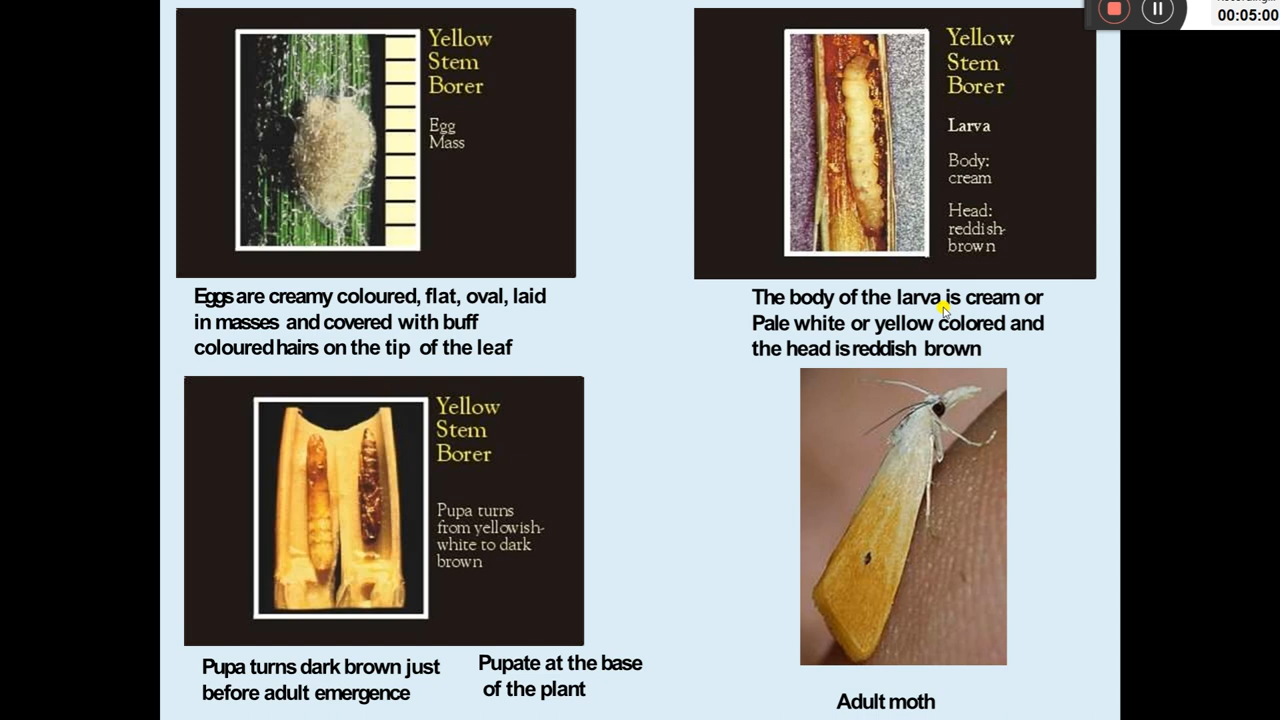 Yellow
Stem
Borer
Egg
Mass
Yellow
Stem
Borer
Larva
Body:
cream
Head:
reddish-
brown
00:05:00
Eggs are creamy coloured, flat, oval, laid
in masses and covered with buff
coloured hairs on the tip of the leaf
The body of the larva is cream or
Pale white or yellow colored and
the head is reddish brown
Yellow
Stem
Borer
Pupa turns
from yellowish-
white to dark
brown
Pupa turns dark brown just
before adult emergence
Pupate at the base
of the plant
Adult moth